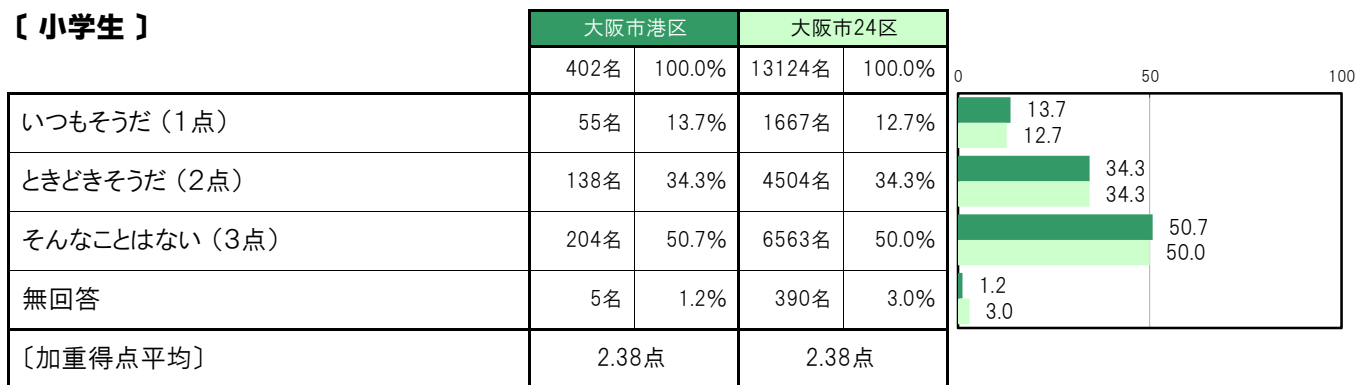 〔 小学生 〕
大阪市港区 大阪市24区
402名 100.0% 13124名 100.0%
0 50 100
いつもそうだ（1点） 55名 13.7% 1667名 12.7%
13.7
12.7
ときどきそうだ（2点） 138名 34.3% 4504名 34.3%
34.3
34.3
そんなことはない（3点） 204名 50.7% 6563名 50.0%
50.7
50.0
無回答 5名 1.2% 390名 3.0%
1.2
3.0
〔加重得点平均〕 2.38点 2.38点